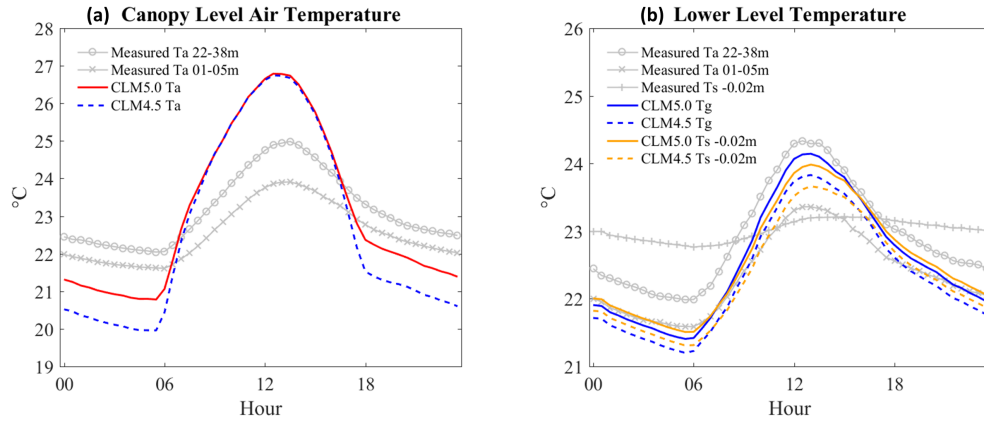 (a) Canopy Level Air Temperature
28
27
26
25
24
23
22
21
20
19
°C
Measured Ta 22-38m
Measured Ta 01-05m
CLM5.0 Ta
CLM4.5 Ta
00
06
12
18
Hour
(b) Lower Level Temperature
26
25
24
23
22
21
°C
Measured Ta 22-38m
Measured Ta 01-05m
Measured Ts -0.02m
CLM5.0 Tg
CLM4.5 Tg
CLM5.0 Ts -0.02m
CLM4.5 Ts -0.02m
00
06
12
18
Hour